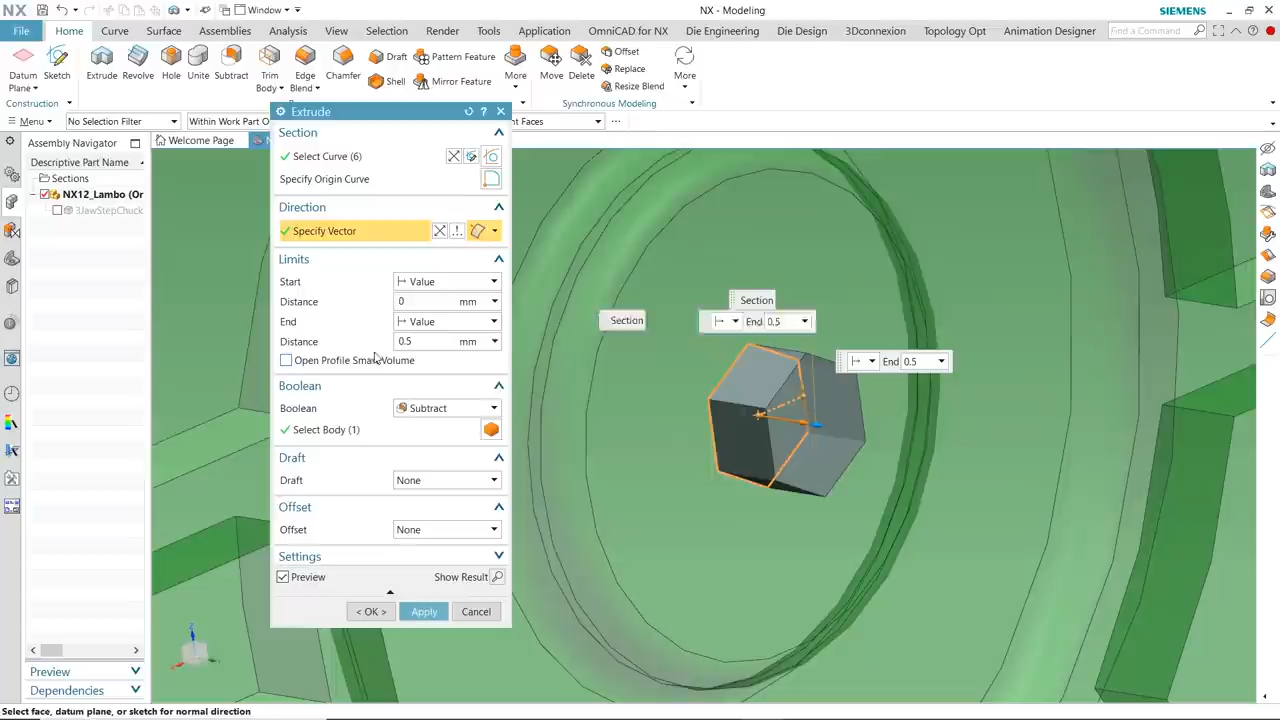 NX
Window
NX - Modeling
SIEMENS
File
Home
Curve
Surface
Assemblies
Analysis
View
Selection
Render
Application
OmniCAD for NX
Die Engineering
Die Design
3Dconnexion
Topology Opt
Animation Designer
Find a Command
Datum
Plane
Sketch
Extrude
Revolve
Hole
Unite
Subtract
Trim
Body
Edge
Blend
Chamfer
Draft
Shell
Pattern Feature
Mirror Feature
More
Move
Delete
Offset
Replace
Resize Blend
More
Construction
Synchronous Modeling
Menu
No Selection Filter
Within Work Part O
nt Faces
Assembly Navigator
Descriptive Part Name
Sections
NX12_Lambo (Or
3JawStepChuck
Preview
Dependencies
Welcome Page
Extrude
Section
Select Curve (6)
Specify Origin Curve
Direction
Specify Vector
Limits
Start
Value
Distance
0 mm
End
Value
Distance
0.5 mm
Open Profile Smart Volume
Boolean
Boolean
Subtract
Select Body (1)
Draft
Draft
None
Offset
Offset
None
Settings
Preview
Show Result
< OK >
Apply
Cancel
Section
Section
End 0.5
End 0.5
Select face, datum plane, or sketch for normal direction